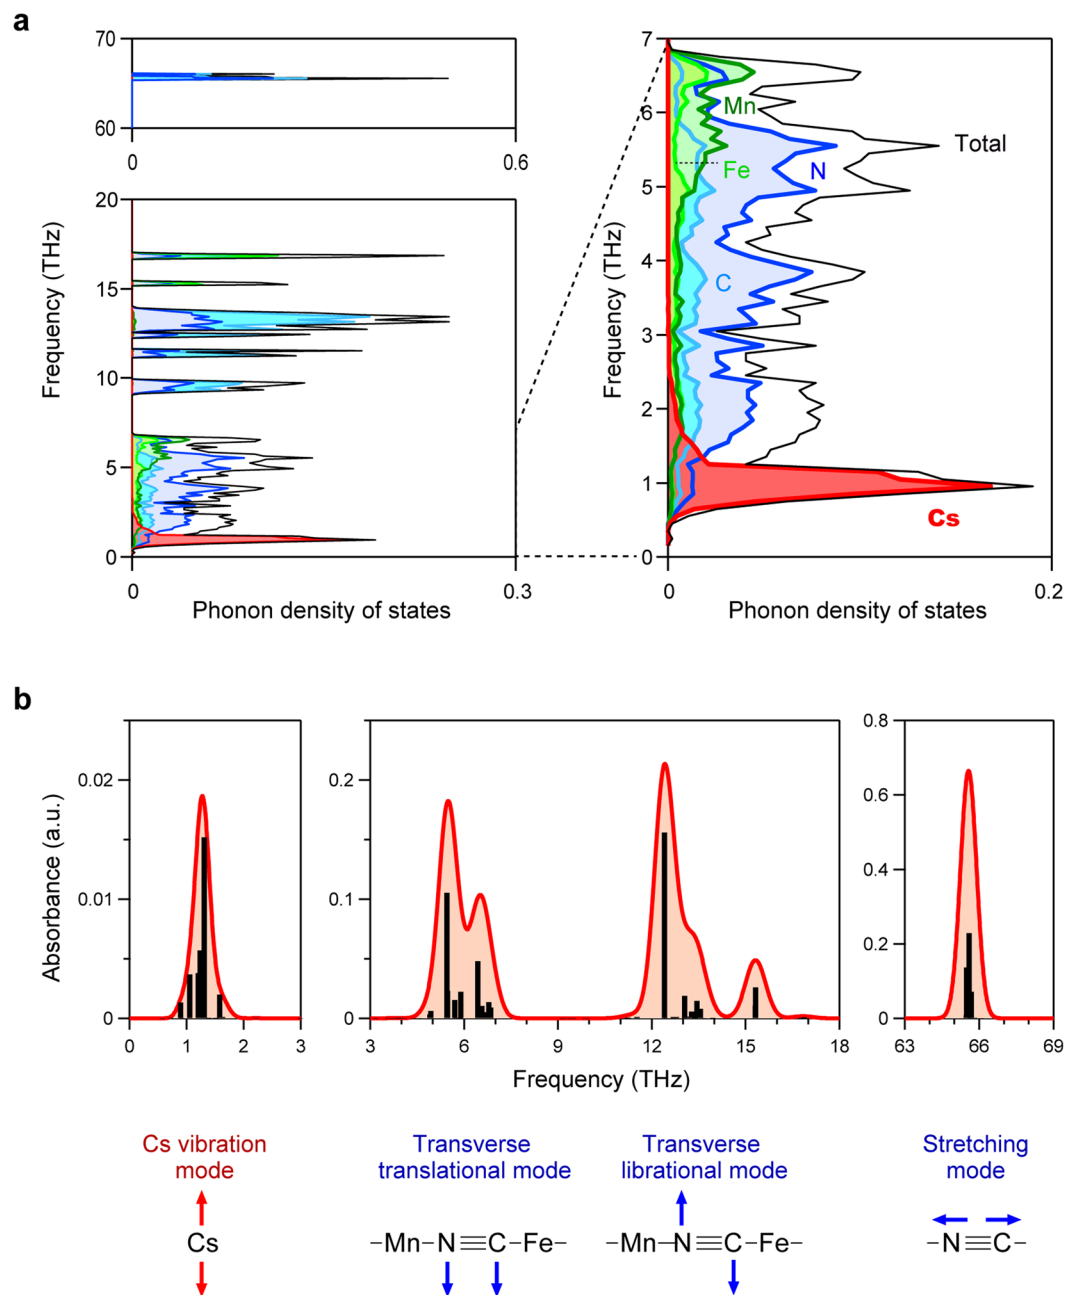 a
70
60
0
0.6
20
15
10
5
0
Frequency (THz)
0
0.3
Phonon density of states
7
6
5
4
3
2
1
0
Frequency (THz)
Mn
Fe
N
Total
C
Cs
0
0.2
Phonon density of states
b
Absorbance (a.u.)
0.02
0.01
0
0
1
2
3
0.2
0.1
0
3
6
9
12
15
18
0.8
0.6
0.4
0.2
0
63
66
69
Frequency (THz)
Cs vibration
mode
Cs
Transverse
translational mode
–Mn–N≡C–Fe–
Transverse
librational mode
–Mn–N≡C–Fe–
Stretching
mode
–N≡C–